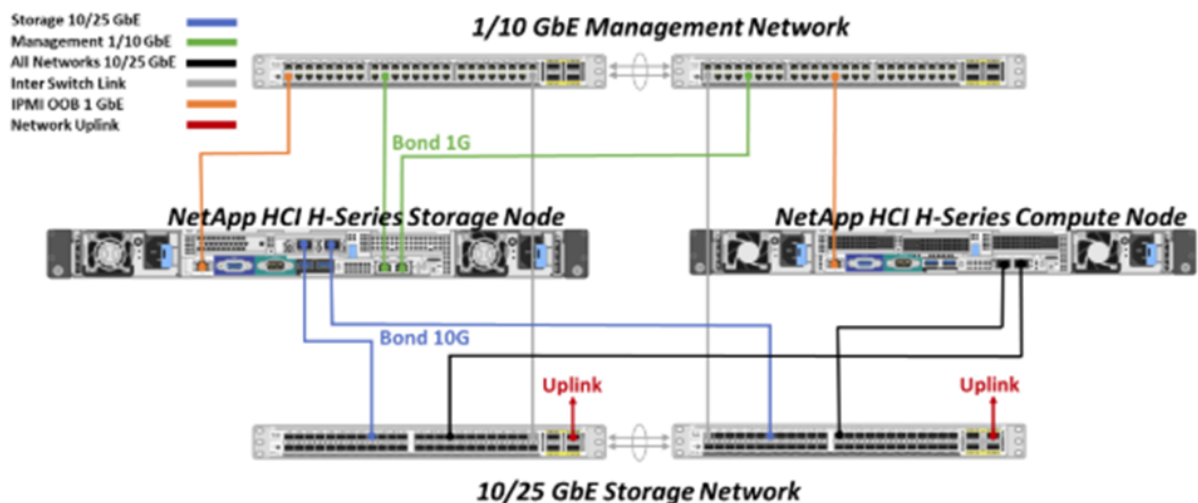 Storage 10/25 GbE
Management 1/10 GbE
All Networks 10/25 GbE
Inter Switch Link
IPMI OOB 1 GbE
Network Uplink
1/10 GbE Management Network
Bond 1G
NetApp HCI H-Series Storage Node
NetApp HCI H-Series Compute Node
Bond 10G
Uplink
Uplink
10/25 GbE Storage Network